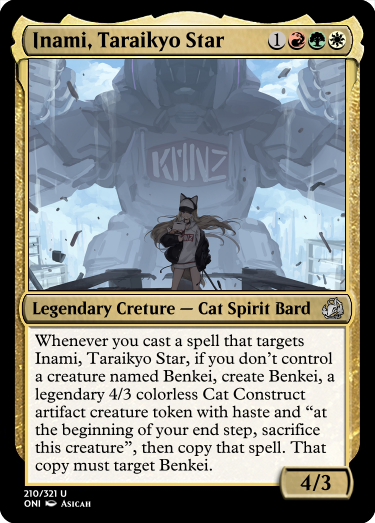 Inami, Taraikyo Star 1
KMNZ
Legendary Creture — Cat Spirit Bard
Whenever you cast a spell that targets
Inami, Taraikyo Star, if you don't control
a creature named Benkei, create Benkei, a
legendary 4/3 colorless Cat Construct
artifact creature token with haste and “at
the beginning of your end step, sacrifice
this creature”, then copy that spell. That
copy must target Benkei.
4/3
210/321 U
ONI Asicah